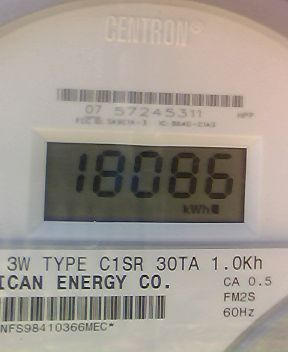 CENTRON®
07 57245311
18086
kWh
3W TYPE C1SR 30TA 1.0Kh
ICAN ENERGY CO.
CA 0.5
FM2S
60Hz
NFS98410366MEC*